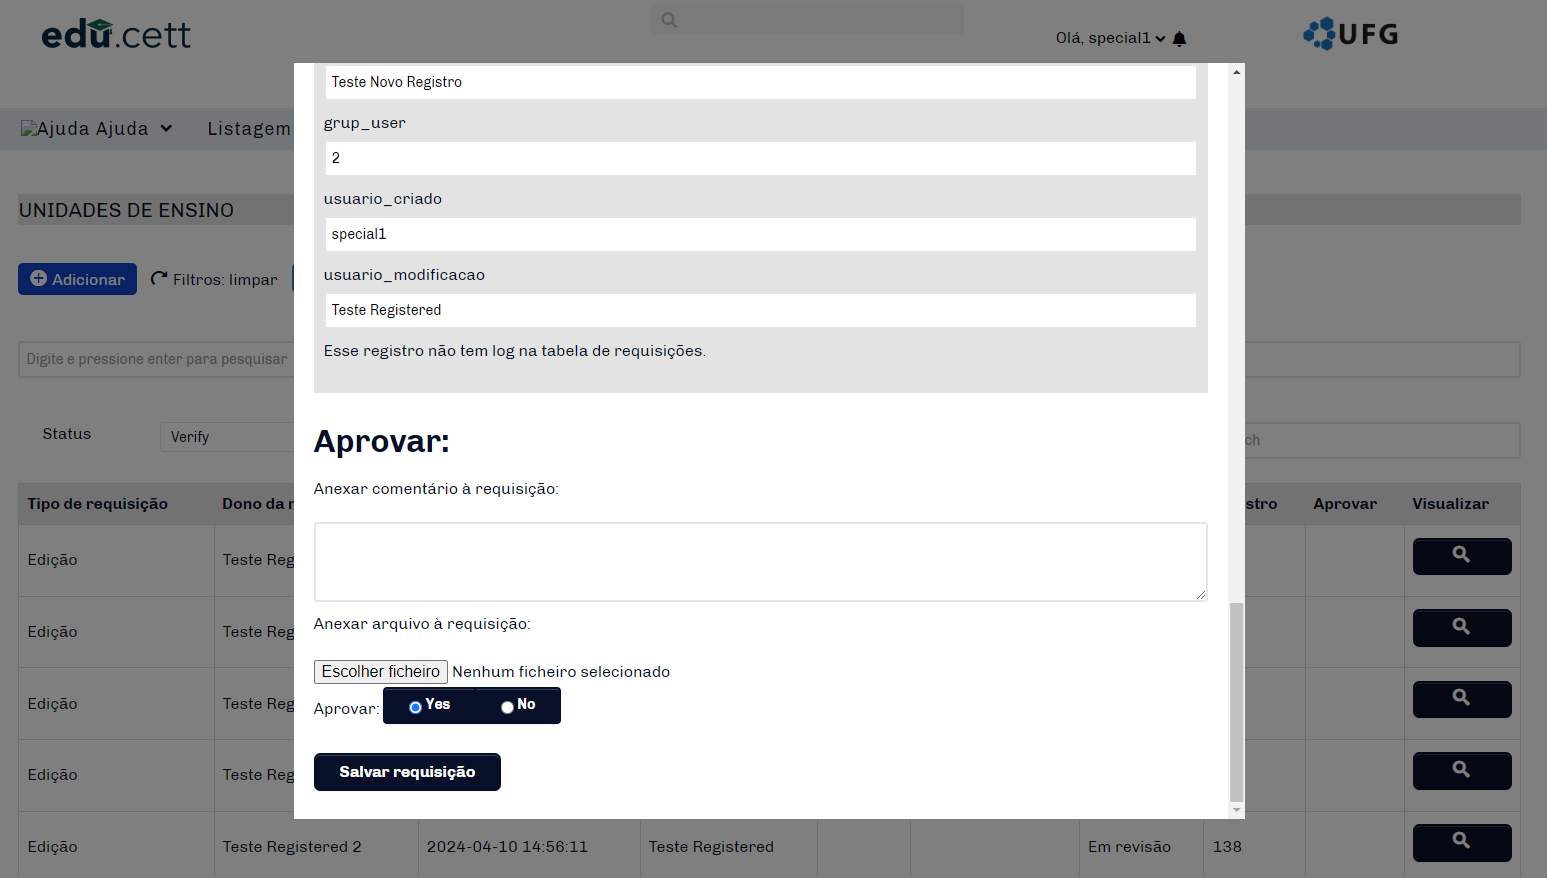 edu.cett
Olá, special1
UFG
Ajuda Ajuda
Listagem
UNIDADES DE ENSINO
Adicionar
Filtros: limpar
Digite e pressione enter para pesquisar
Status
Verify
ch
Teste Novo Registro
grup_user
2
usuario_criado
special1
usuario_modificacao
Teste Registered
Esse registro não tem log na tabela de requisições.
Aprovar:
Anexar comentário à requisição:
Anexar arquivo à requisição:
Escolher ficheiro Nenhum ficheiro selecionado
Aprovar: Yes No
Salvar requisição
Tipo de requisição Dono da r stro Aprovar Visualizar
Edição Teste Reg
Edição Teste Reg
Edição Teste Reg
Edição Teste Reg
Edição Teste Registered 2 2024-04-10 14:56:11 Teste Registered Em revisão 138